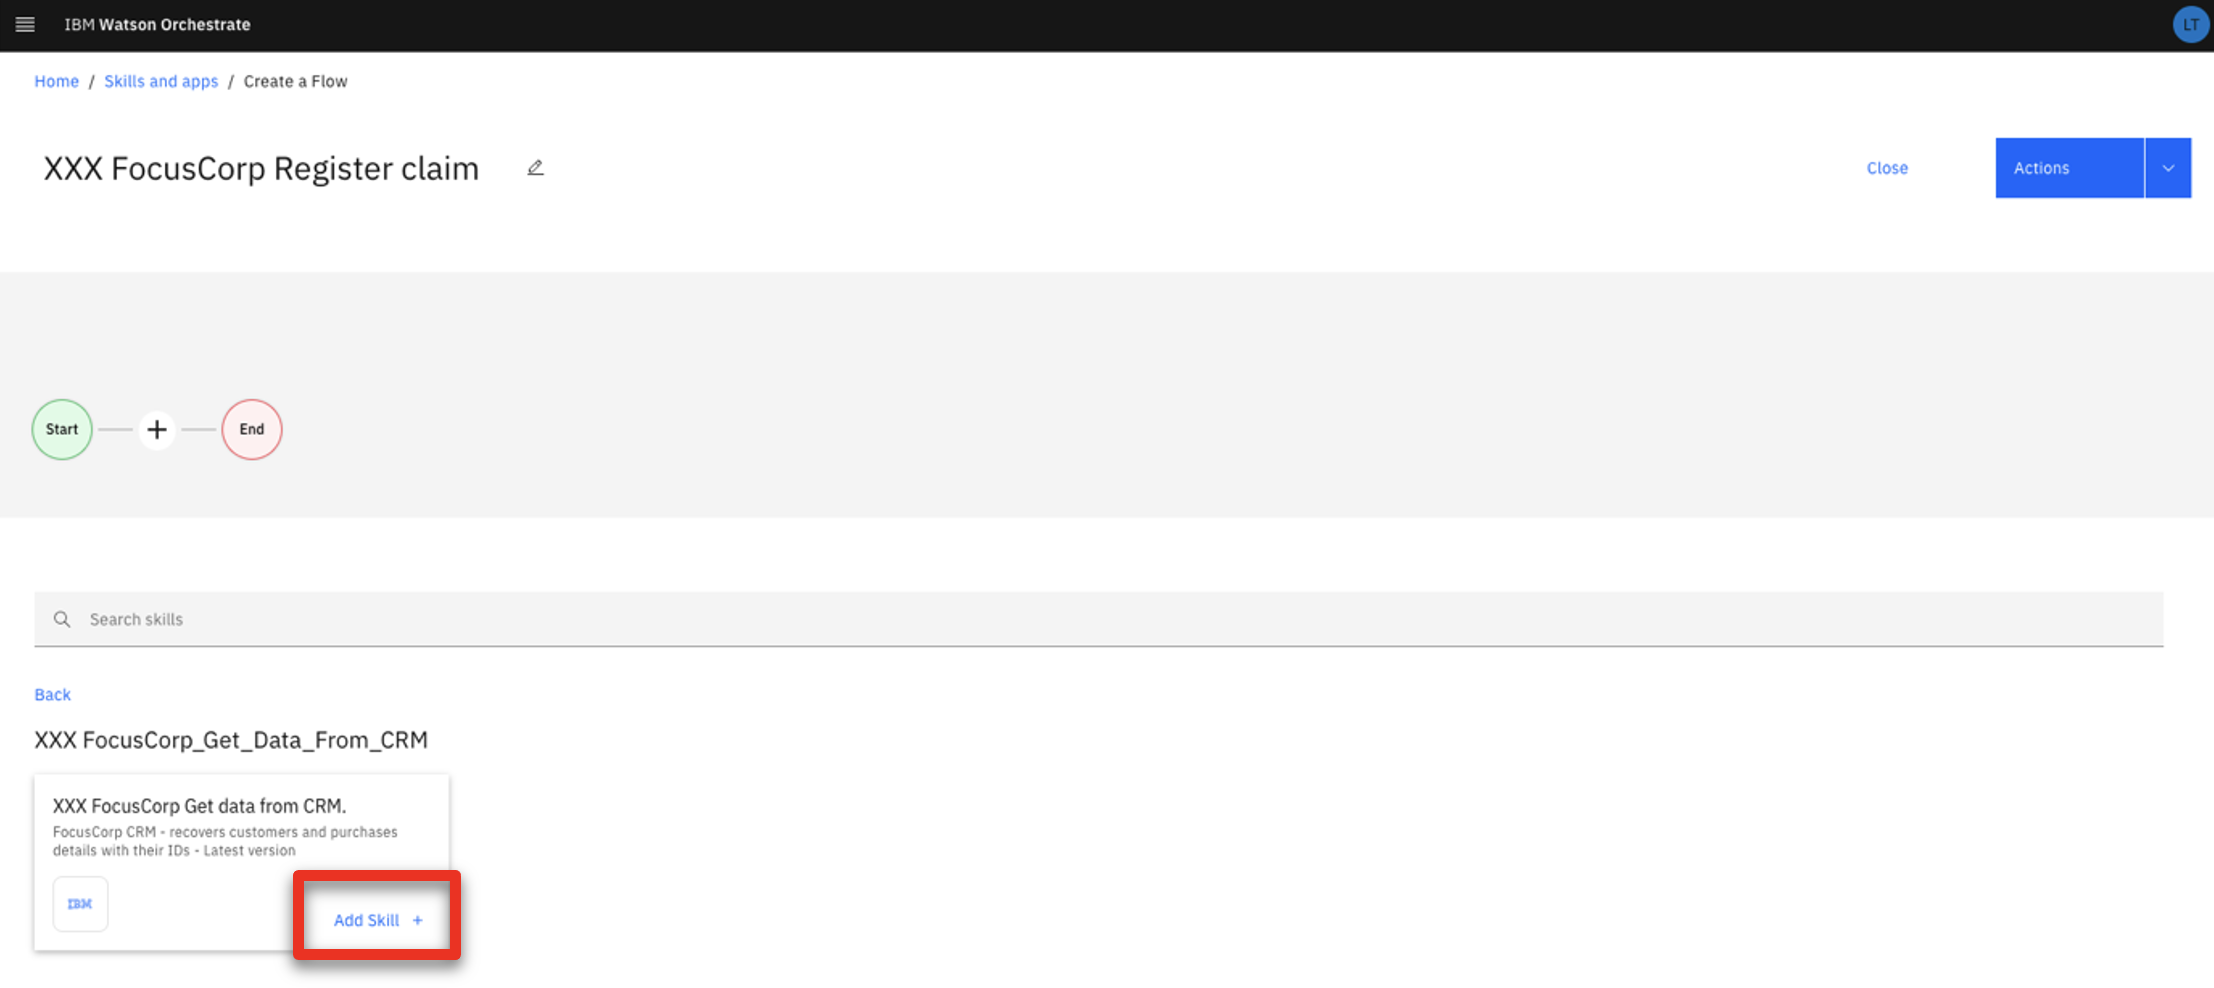 IBM Watson Orchestrate
LT
Home / Skills and apps / Create a Flow
XXX FocusCorp Register claim
Close
Actions
Start
+
End
Search skills
Back
XXX FocusCorp_Get_Data_From_CRM
XXX FocusCorp Get data from CRM.
FocusCorp CRM - recovers customers and purchases
details with their IDs - Latest version
IBM
Add Skill +